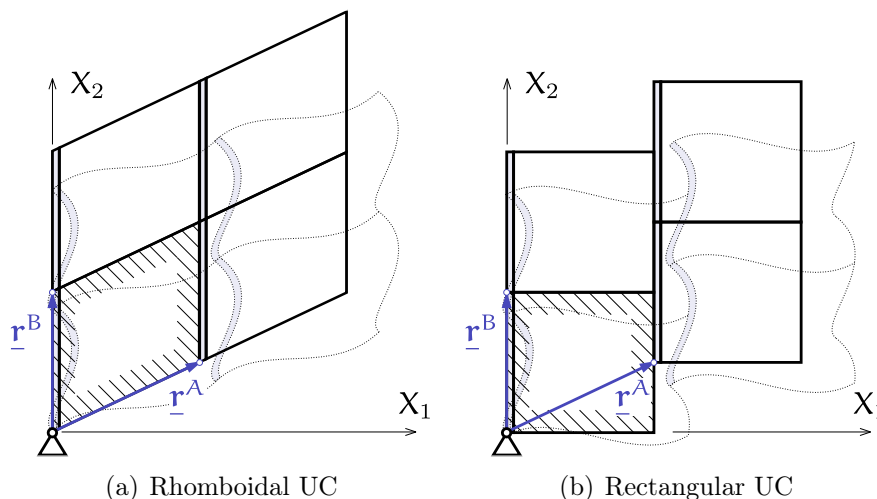 X₂ X₂
r^B r^B
r^A r^A
X₁ X
(a) Rhomboidal UC (b) Rectangular UC